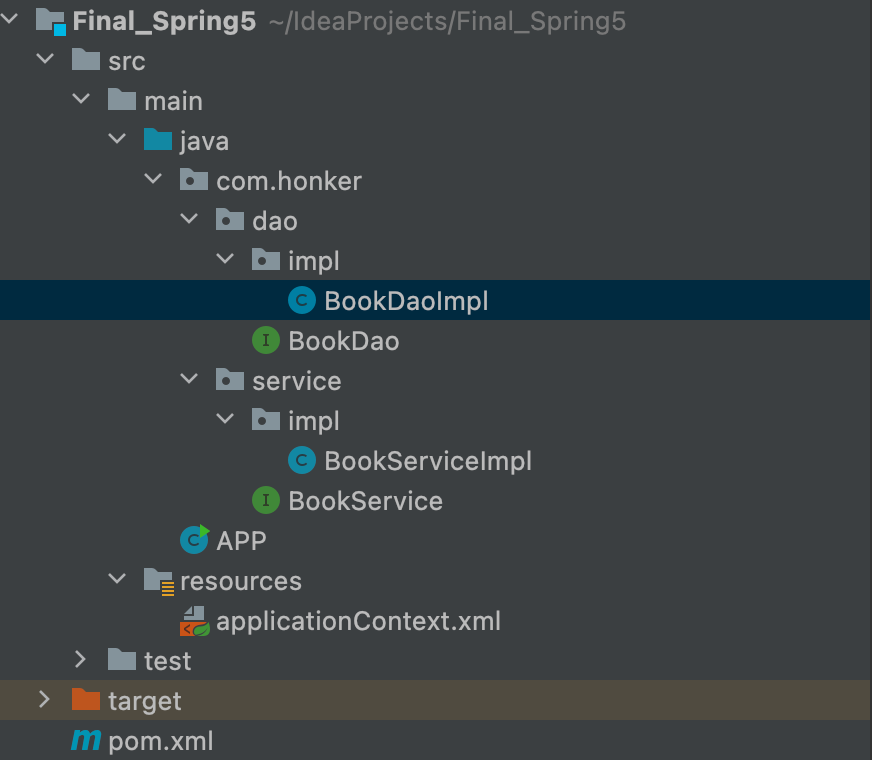 Final_Spring5 ~/IdeaProjects/Final_Spring5
src
main
java
com.honker
dao
impl
C BookDaoImpl
I BookDao
service
impl
C BookServiceImpl
I BookService
C APP
resources
applicationContext.xml
test
target
m pom.xml